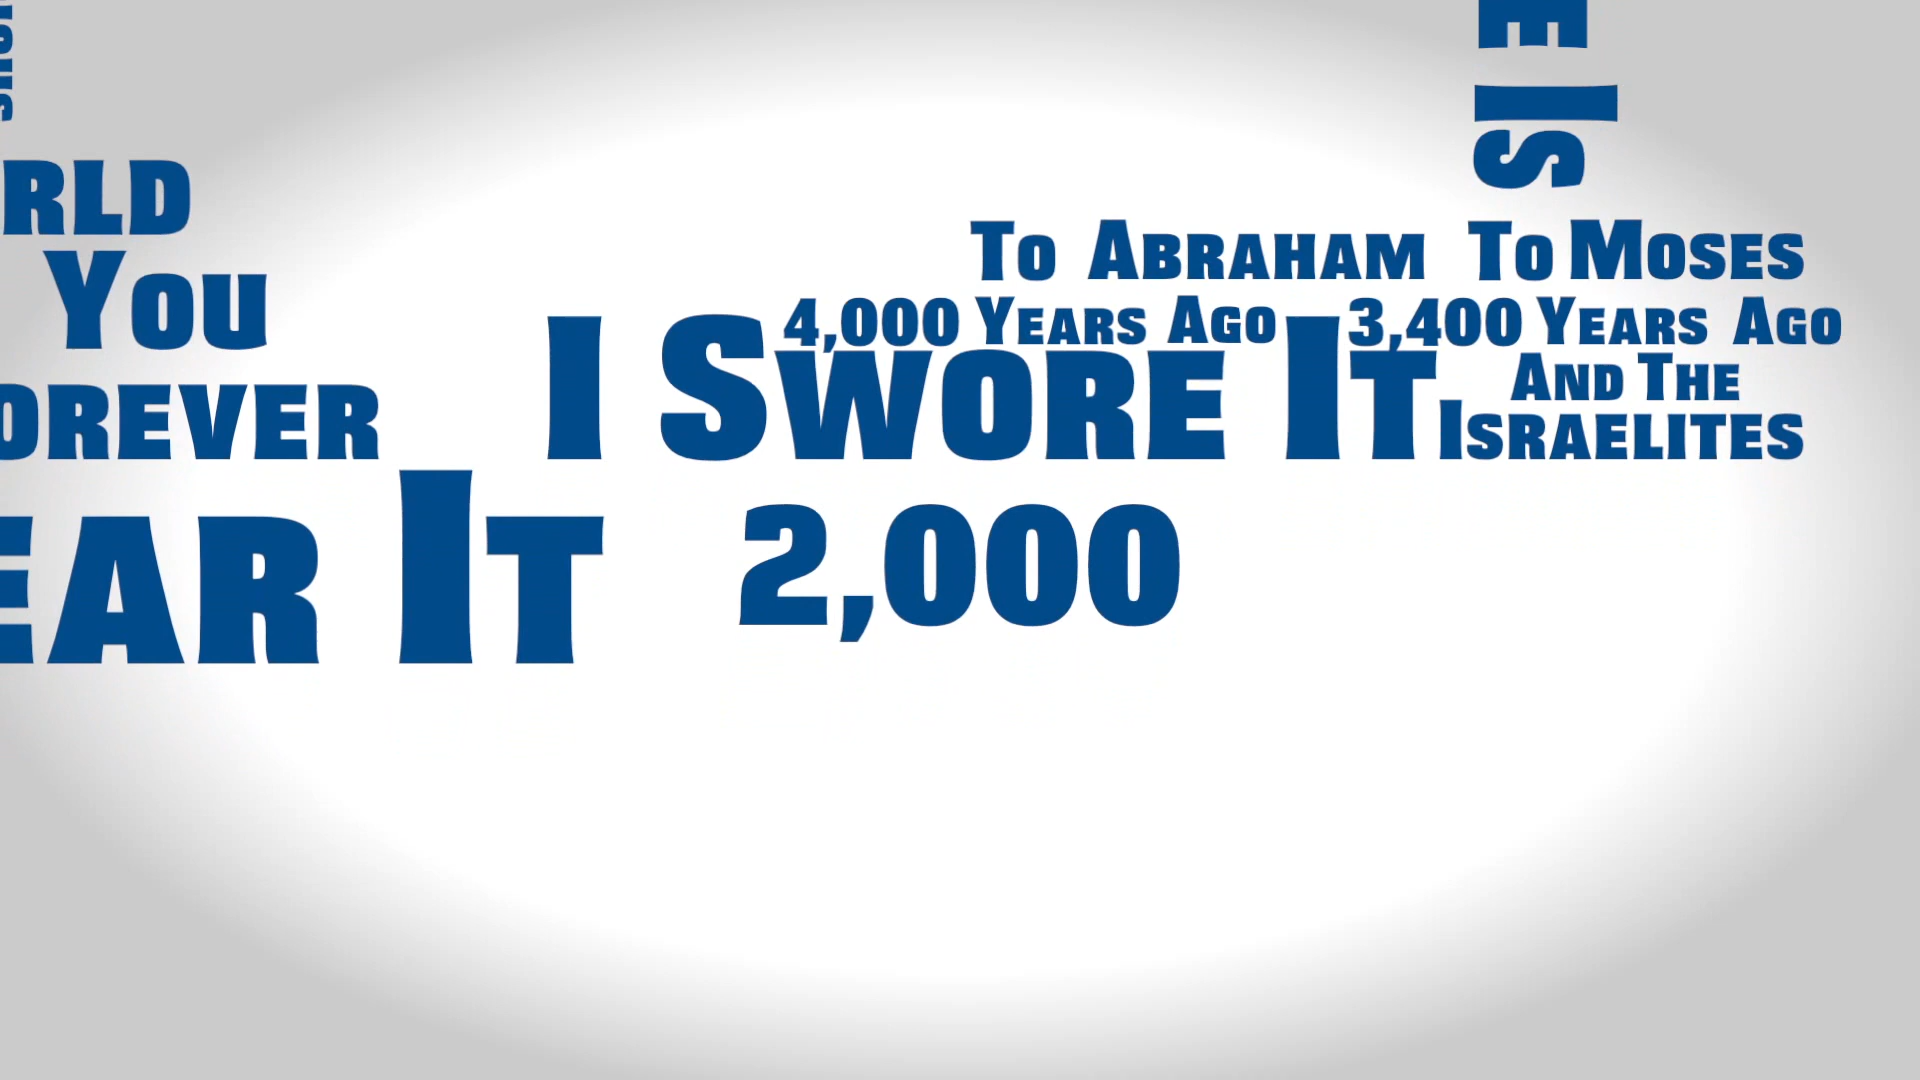 E IS
RLD
You
OREVER
EAR IT
To Abraham
4,000 Years Ago
I Swore It
To Moses
3,400 Years Ago
And The
Israelites
2,000